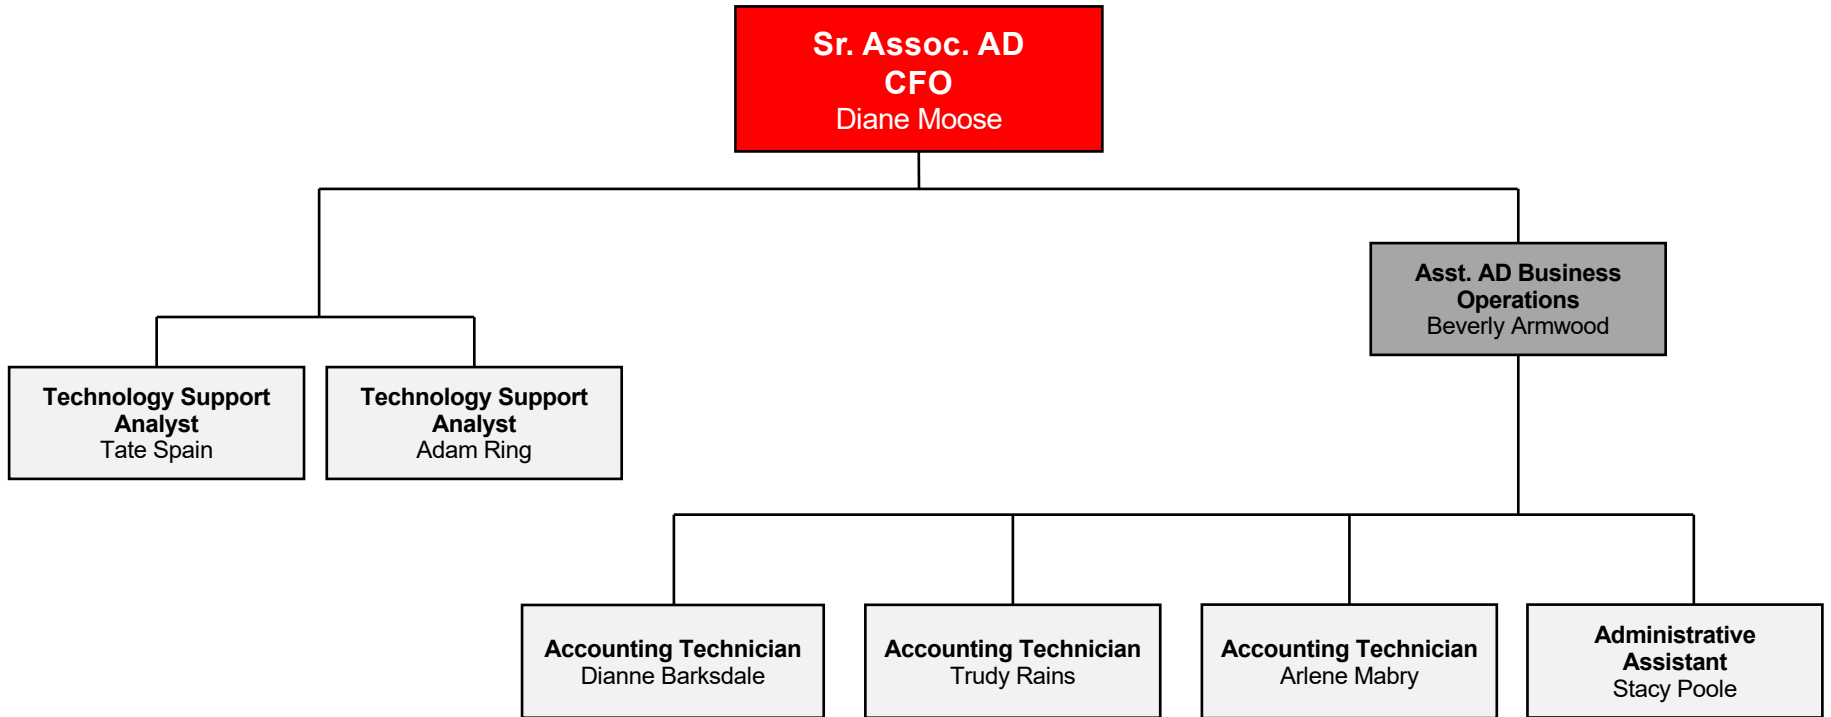 Sr. Assoc. AD
CFO
Diane Moose
Asst. AD Business
Operations
Beverly Armwood
Technology Support
Analyst
Tate Spain
Technology Support
Analyst
Adam Ring
Accounting Technician
Dianne Barksdale
Accounting Technician
Trudy Rains
Accounting Technician
Arlene Mabry
Administrative
Assistant
Stacy Poole